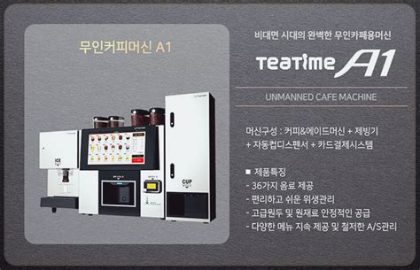 무인커피머신 A1
비대면 시대의 완벽한 무인카페용머신
TEATIME A1
UNMANNED CAFE MACHINE
머신구성 : 커피&에이드머신 + 제빙기
+ 자동컵디스펜서 + 카드결제시스템
■ 제품특징
- 36가지 음료 제공
- 편리하고 쉬운 위생관리
- 고급원두 및 원재료 안정적인 공급
- 다양한 메뉴 지속 제공 및 철저한 A/S관리
ICE
CUP